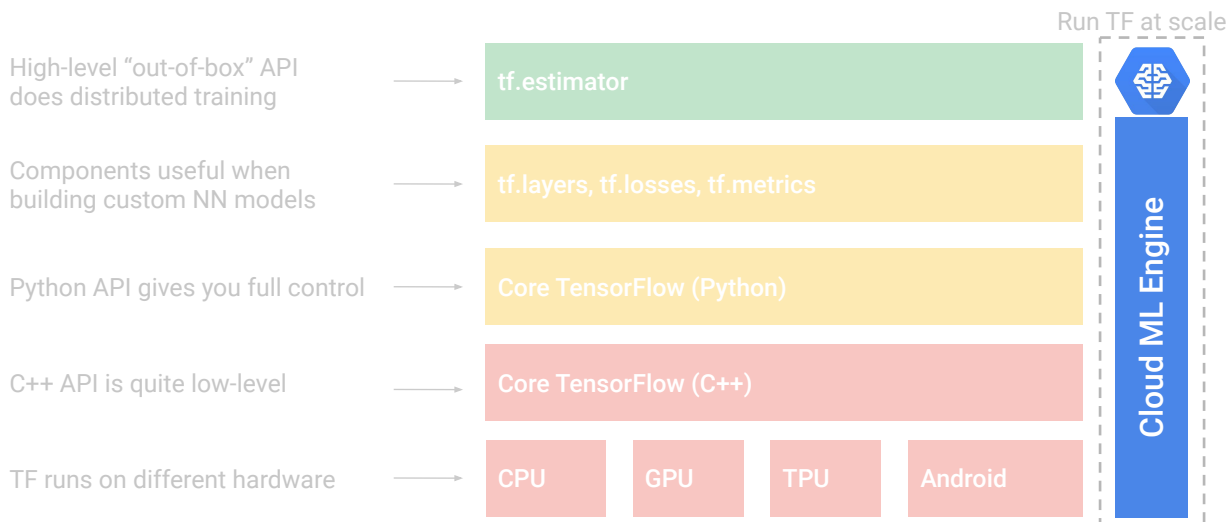 Run TF at scale
High-level “out-of-box” API
does distributed training
tf.estimator
Components useful when
building custom NN models
tf.layers, tf.losses, tf.metrics
Python API gives you full control
Core TensorFlow (Python)
C++ API is quite low-level
Core TensorFlow (C++)
TF runs on different hardware
CPU
GPU
TPU
Android
Cloud ML Engine